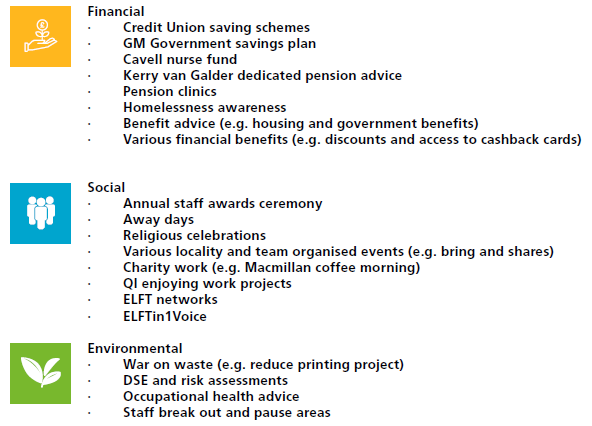 Financial
· Credit Union saving schemes
· GM Government savings plan
· Cavell nurse fund
· Kerry van Galder dedicated pension advice
· Pension clinics
· Homelessness awareness
· Benefit advice (e.g. housing and government benefits)
· Various financial benefits (e.g. discounts and access to cashback cards)
Social
· Annual staff awards ceremony
· Away days
· Religious celebrations
· Various locality and team organised events (e.g. bring and shares)
· Charity work (e.g. Macmillan coffee morning)
· QI enjoying work projects
· ELFT networks
· ELFTin1Voice
Environmental
· War on waste (e.g. reduce printing project)
· DSE and risk assessments
· Occupational health advice
· Staff break out and pause areas